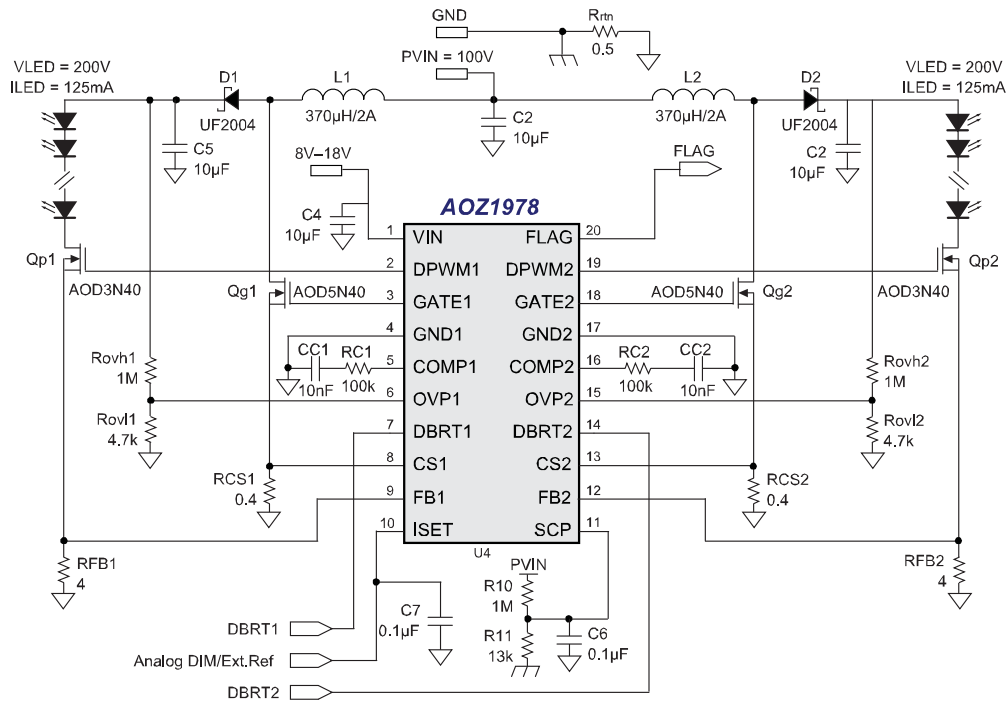 GND
Rrtn
0.5
PVIN = 100V
VLED = 200V
ILED = 125mA
D1
UF2004
L1
370µH/2A
L2
370µH/2A
D2
UF2004
VLED = 200V
ILED = 125mA
C5
10µF
C2
10µF
C2
10µF
8V–18V
FLAG
C4
10µF
AOZ1978
1 VIN FLAG 20
2 DPWM1 DPWM2 19
3 GATE1 GATE2 18
4 GND1 GND2 17
5 COMP1 COMP2 16
6 OVP1 OVP2 15
7 DBRT1 DBRT2 14
8 CS1 CS2 13
9 FB1 FB2 12
10 ISET SCP 11
U4
Qp1
AOD3N40
Qg1
AOD5N40
AOD5N40
Qg2
Qp2
AOD3N40
CC1
10nF
RC1
100k
RC2
100k
CC2
10nF
Rovh1
1M
Rovl1
4.7k
Rovh2
1M
Rovl2
4.7k
RCS1
0.4
RCS2
0.4
RFB1
4
RFB2
4
PVIN
R10
1M
R11
13k
C6
0.1µF
C7
0.1µF
DBRT1
Analog DIM/Ext.Ref
DBRT2